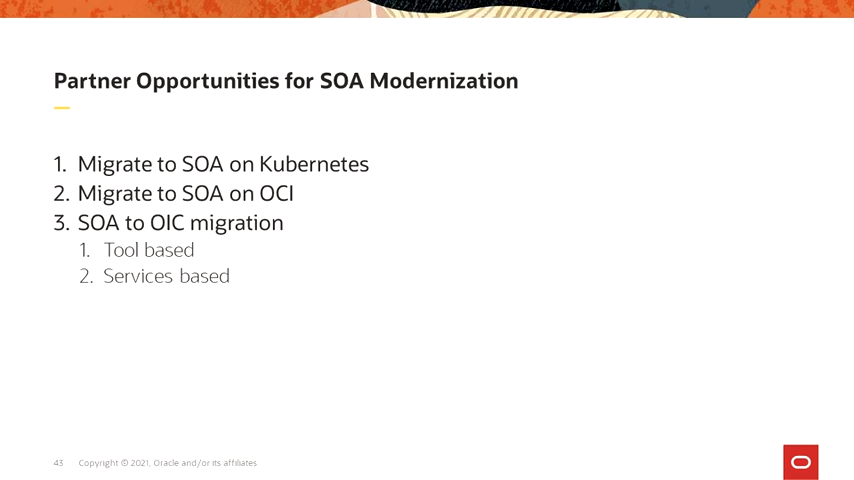 Partner Opportunities for SOA Modernization
1. Migrate to SOA on Kubernetes
2. Migrate to SOA on OCI
3. SOA to OIC migration
1. Tool based
2. Services based
43 Copyright © 2021, Oracle and/or its affiliates